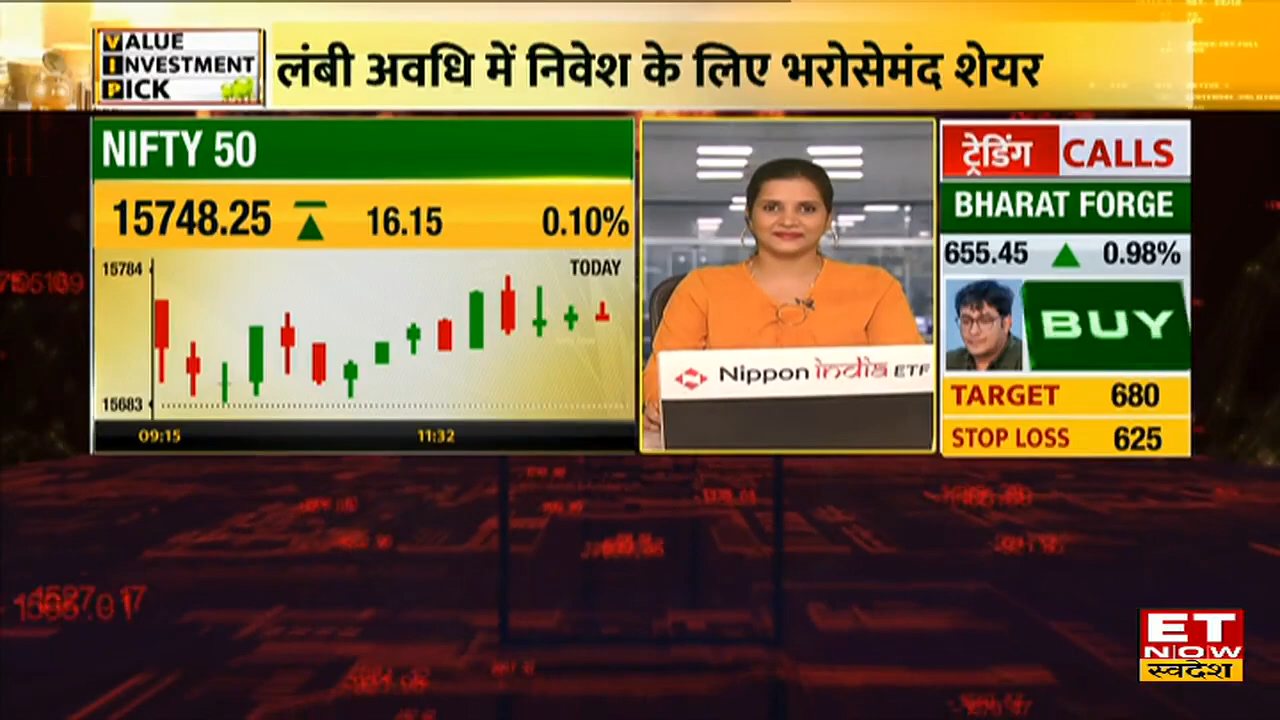 VALUE
INVESTMENT
PICK
लंबी अवधि में निवेश के लिए भरोसेमंद शेयर
NIFTY 50
15748.25 ▲ 16.15 0.10%
15784
TODAY
15683
09:15 11:32
Nippon india ETF
ट्रेडिंग CALLS
BHARAT FORGE
655.45 ▲ 0.98%
BUY
TARGET 680
STOP LOSS 625
ET
NOW
स्वदेश